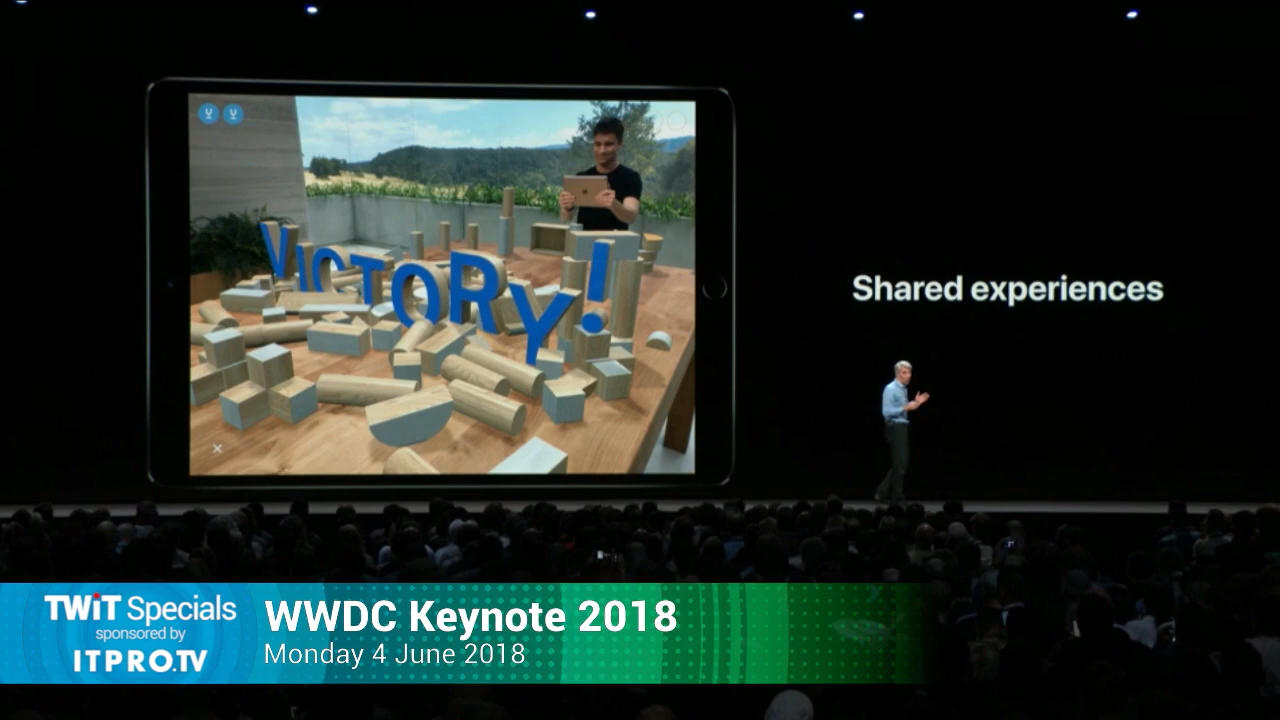 VICTORY!
Shared experiences
TWiT Specials
sponsored by
ITPRO.TV
WWDC Keynote 2018
Monday 4 June 2018